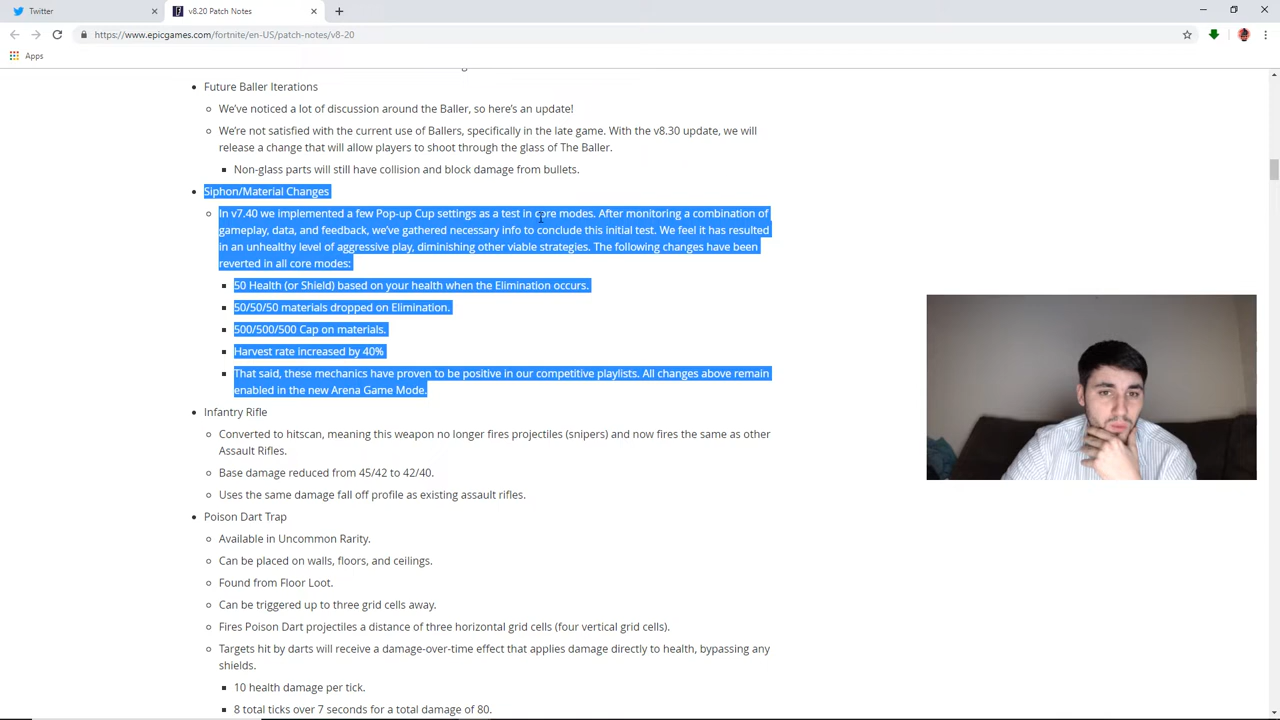 Twitter
v8.20 Patch Notes
https://www.epicgames.com/fortnite/en-US/patch-notes/v8-20
Apps
Future Baller Iterations
We've noticed a lot of discussion around the Baller, so here's an update!
We're not satisfied with the current use of Ballers, specifically in the late game. With the v8.30 update, we will
release a change that will allow players to shoot through the glass of The Baller.
Non-glass parts will still have collision and block damage from bullets.
Siphon/Material Changes
In v7.40 we implemented a few Pop-up Cup settings as a test in core modes. After monitoring a combination of
gameplay, data, and feedback, we've gathered necessary info to conclude this initial test. We feel it has resulted
in an unhealthy level of aggressive play, diminishing other viable strategies. The following changes have been
reverted in all core modes:
50 Health (or Shield) based on your health when the Elimination occurs.
50/50/50 materials dropped on Elimination.
500/500/500 Cap on materials.
Harvest rate increased by 40%
That said, these mechanics have proven to be positive in our competitive playlists. All changes above remain
enabled in the new Arena Game Mode.
Infantry Rifle
Converted to hitscan, meaning this weapon no longer fires projectiles (snipers) and now fires the same as other
Assault Rifles.
Base damage reduced from 45/42 to 42/40.
Uses the same damage fall off profile as existing assault rifles.
Poison Dart Trap
Available in Uncommon Rarity.
Can be placed on walls, floors, and ceilings.
Found from Floor Loot.
Can be triggered up to three grid cells away.
Fires Poison Dart projectiles a distance of three horizontal grid cells (four vertical grid cells).
Targets hit by darts will receive a damage-over-time effect that applies damage directly to health, bypassing any
shields.
10 health damage per tick.
8 total ticks over 7 seconds for a total damage of 80.